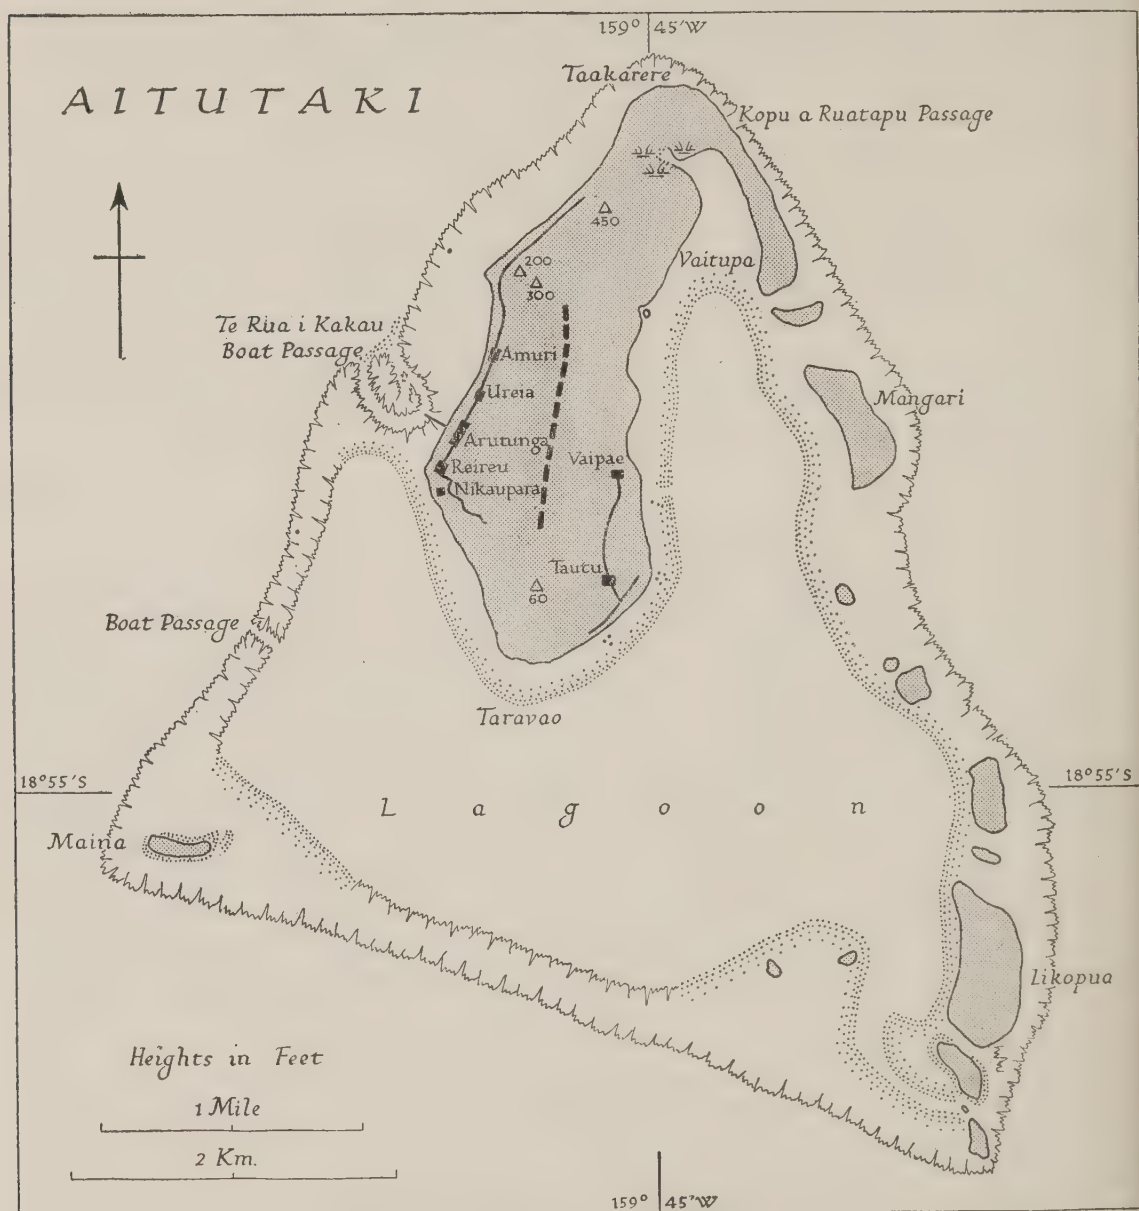 159° 45'W
Taakarere
AITUTAKI
Kopu a Ruatapu Passage
450
Vaitupa
200
300
Te Rua i Kakau
Boat Passage
Amuri
Ureia
Mangari
Arutunga
Reireu
Vaipae
Nikaupara
Tautu
60
Boat Passage
Taravao
18°55'S
18°55'S
Lagoon
Maina
Likopua
Heights in Feet
1 Mile
2 Km.
159° 45'W